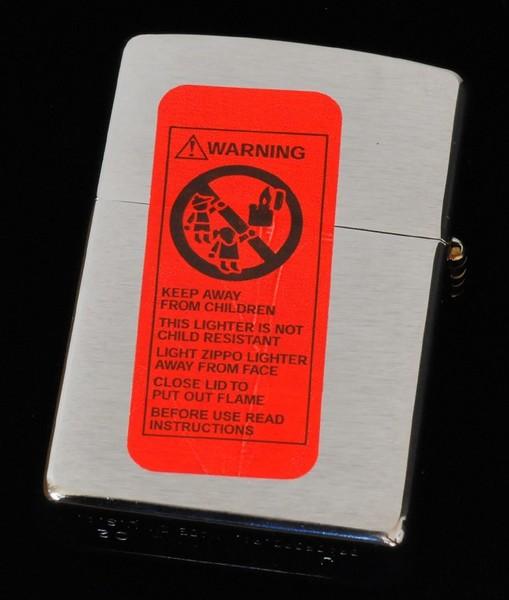 WARNING
KEEP AWAY
FROM CHILDREN
THIS LIGHTER IS NOT
CHILD RESISTANT
LIGHT ZIPPO LIGHTER
AWAY FROM FACE
CLOSE LID TO
PUT OUT FLAME
BEFORE USE READ
INSTRUCTIONS